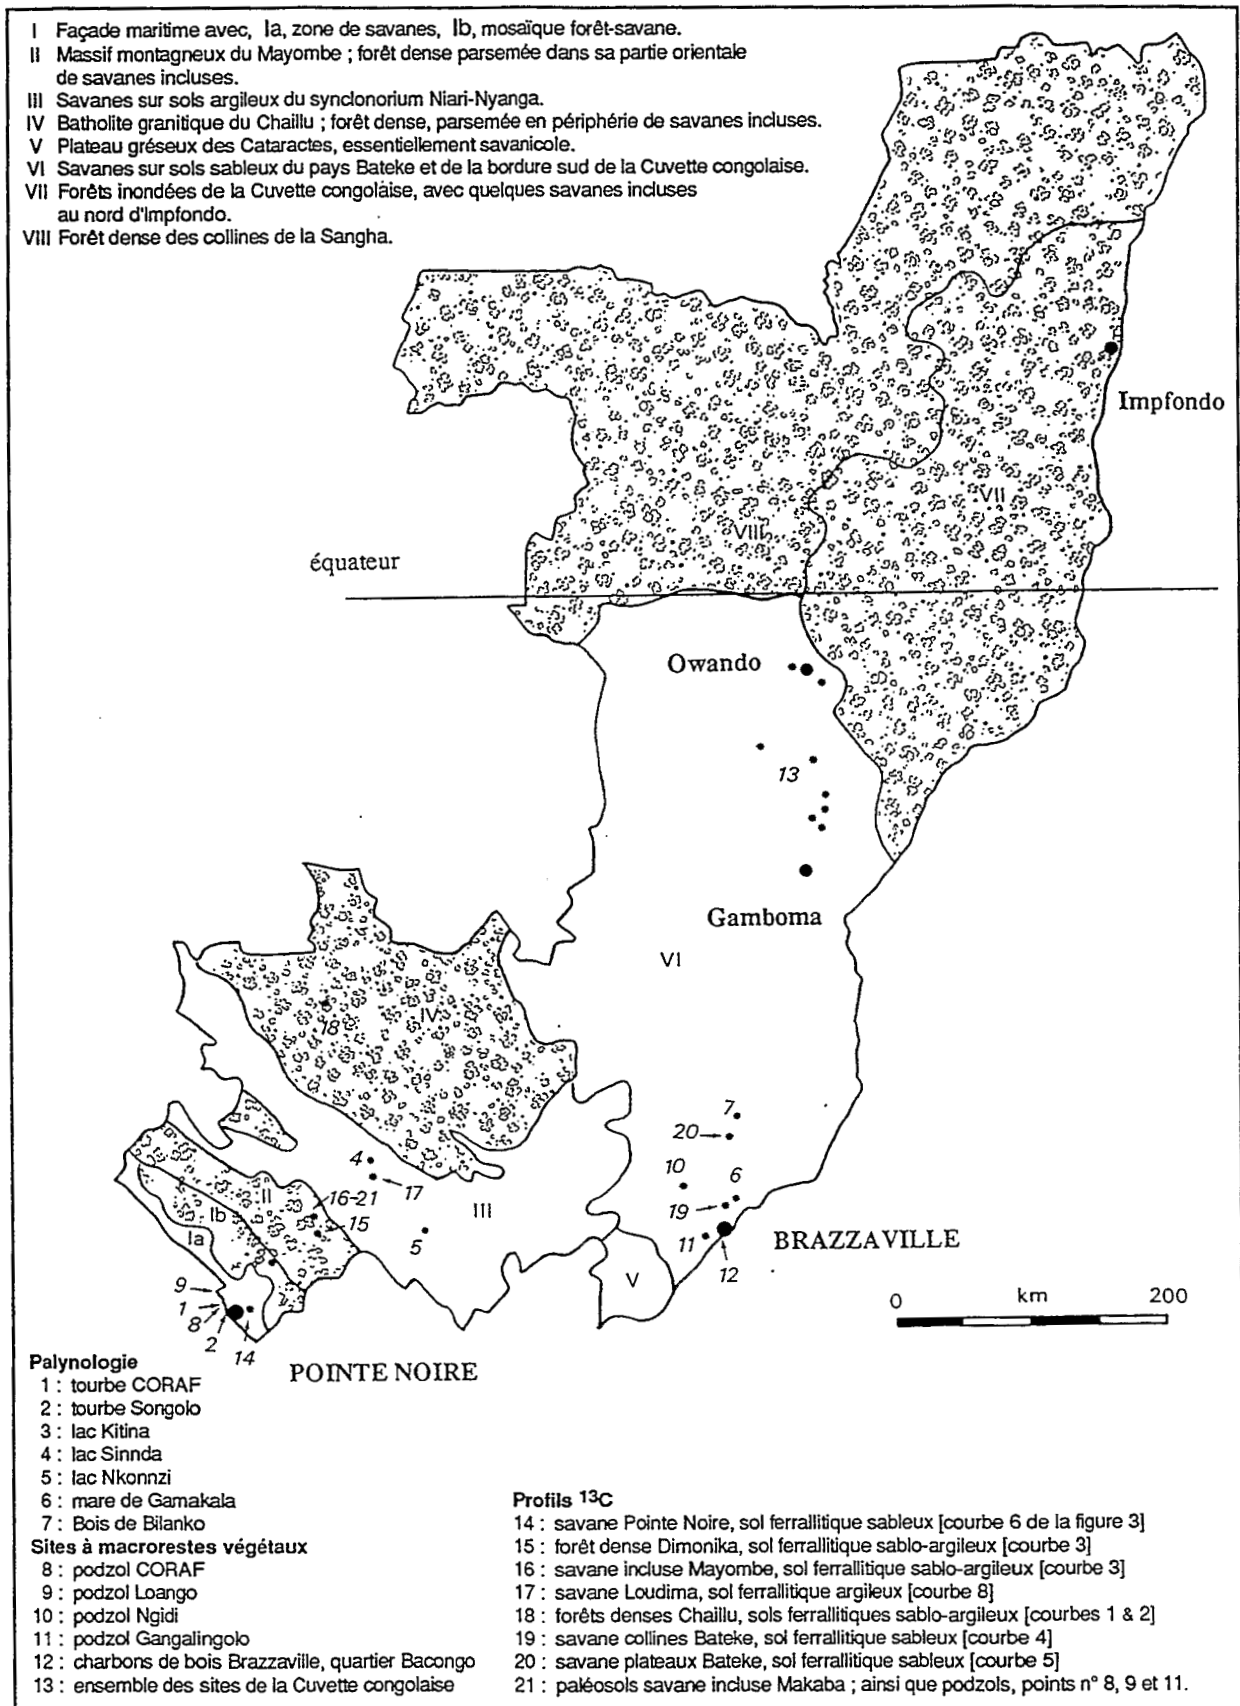 I Façade maritime avec, Ia, zone de savanes, Ib, mosaïque forêt-savane.
II Massif montagneux du Mayombe ; forêt dense parsemée dans sa partie orientale
de savanes incluses.
III Savanes sur sols argileux du synclonorium Niari-Nyanga.
IV Batholite granitique du Chaillu ; forêt dense, parsemée en périphérie de savanes incluses.
V Plateau gréseux des Cataractes, essentiellement savanicole.
VI Savanes sur sols sableux du pays Bateke et de la bordure sud de la Cuvette congolaise.
VII Forêts inondées de la Cuvette congolaise, avec quelques savanes incluses
au nord d'Impfondo.
VIII Forêt dense des collines de la Sangha.
Impfondo
VII
VIII
équateur
Owando
13
Gamboma
VI
IV
18
7
20
4
10
6
17
II
16-21
III
19
Ib
15
Ia
5
11
BRAZZAVILLE
V
12
9
1
8
2
14
0 km 200
POINTE NOIRE
Palynologie
1 : tourbe CORAF
2 : tourbe Songolo
3 : lac Kitina
4 : lac Sinnda
5 : lac Nkonnzi
6 : mare de Gamakala
7 : Bois de Bilanko
Sites à macrorestes végétaux
8 : podzol CORAF
9 : podzol Loango
10 : podzol Ngidi
11 : podzol Gangalingolo
12 : charbons de bois Brazzaville, quartier Bacongo
13 : ensemble des sites de la Cuvette congolaise
Profils 13C
14 : savane Pointe Noire, sol ferrallitique sableux [courbe 6 de la figure 3]
15 : forêt dense Dimonika, sol ferrallitique sablo-argileux [courbe 3]
16 : savane incluse Mayombe, sol ferrallitique sablo-argileux [courbe 3]
17 : savane Loudima, sol ferrallitique argileux [courbe 8]
18 : forêts denses Chaillu, sols ferrallitiques sablo-argileux [courbes 1 & 2]
19 : savane collines Bateke, sol ferrallitique sableux [courbe 4]
20 : savane plateaux Bateke, sol ferrallitique sableux [courbe 5]
21 : paléosols savane incluse Makaba ; ainsi que podzols, points n° 8, 9 et 11.